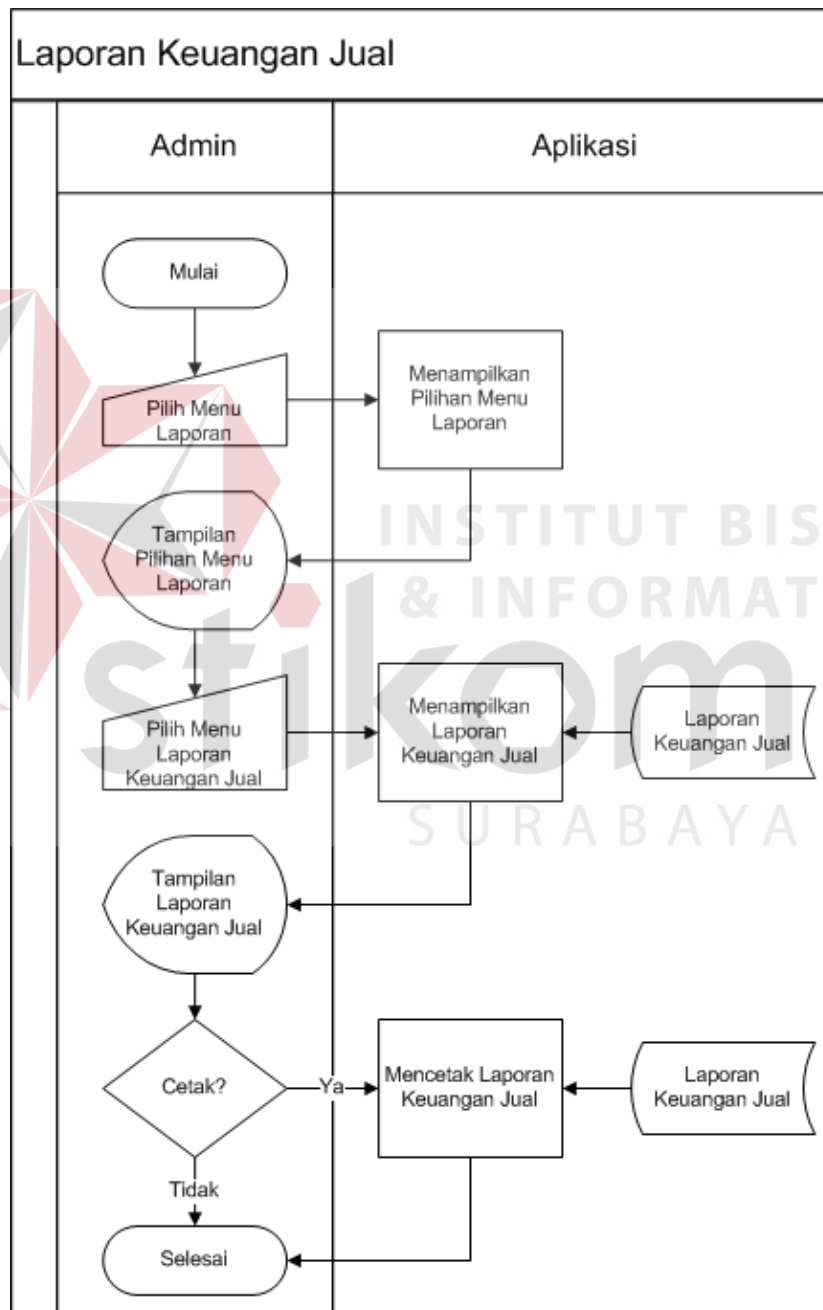 Laporan Keuangan Jual
Admin
Aplikasi
Mulai
Pilih Menu
Laporan
Menampilkan
Pilihan Menu
Laporan
Tampilan
Pilihan Menu
Laporan
INSTITUT BIS
& INFORMAT
stikom
SURABAYA
Pilih Menu
Laporan
Keuangan Jual
Menampilkan
Laporan
Keuangan Jual
Laporan
Keuangan Jual
Tampilan
Laporan
Keuangan Jual
Cetak?
Ya
Mencetak Laporan
Keuangan Jual
Laporan
Keuangan Jual
Tidak
Selesai